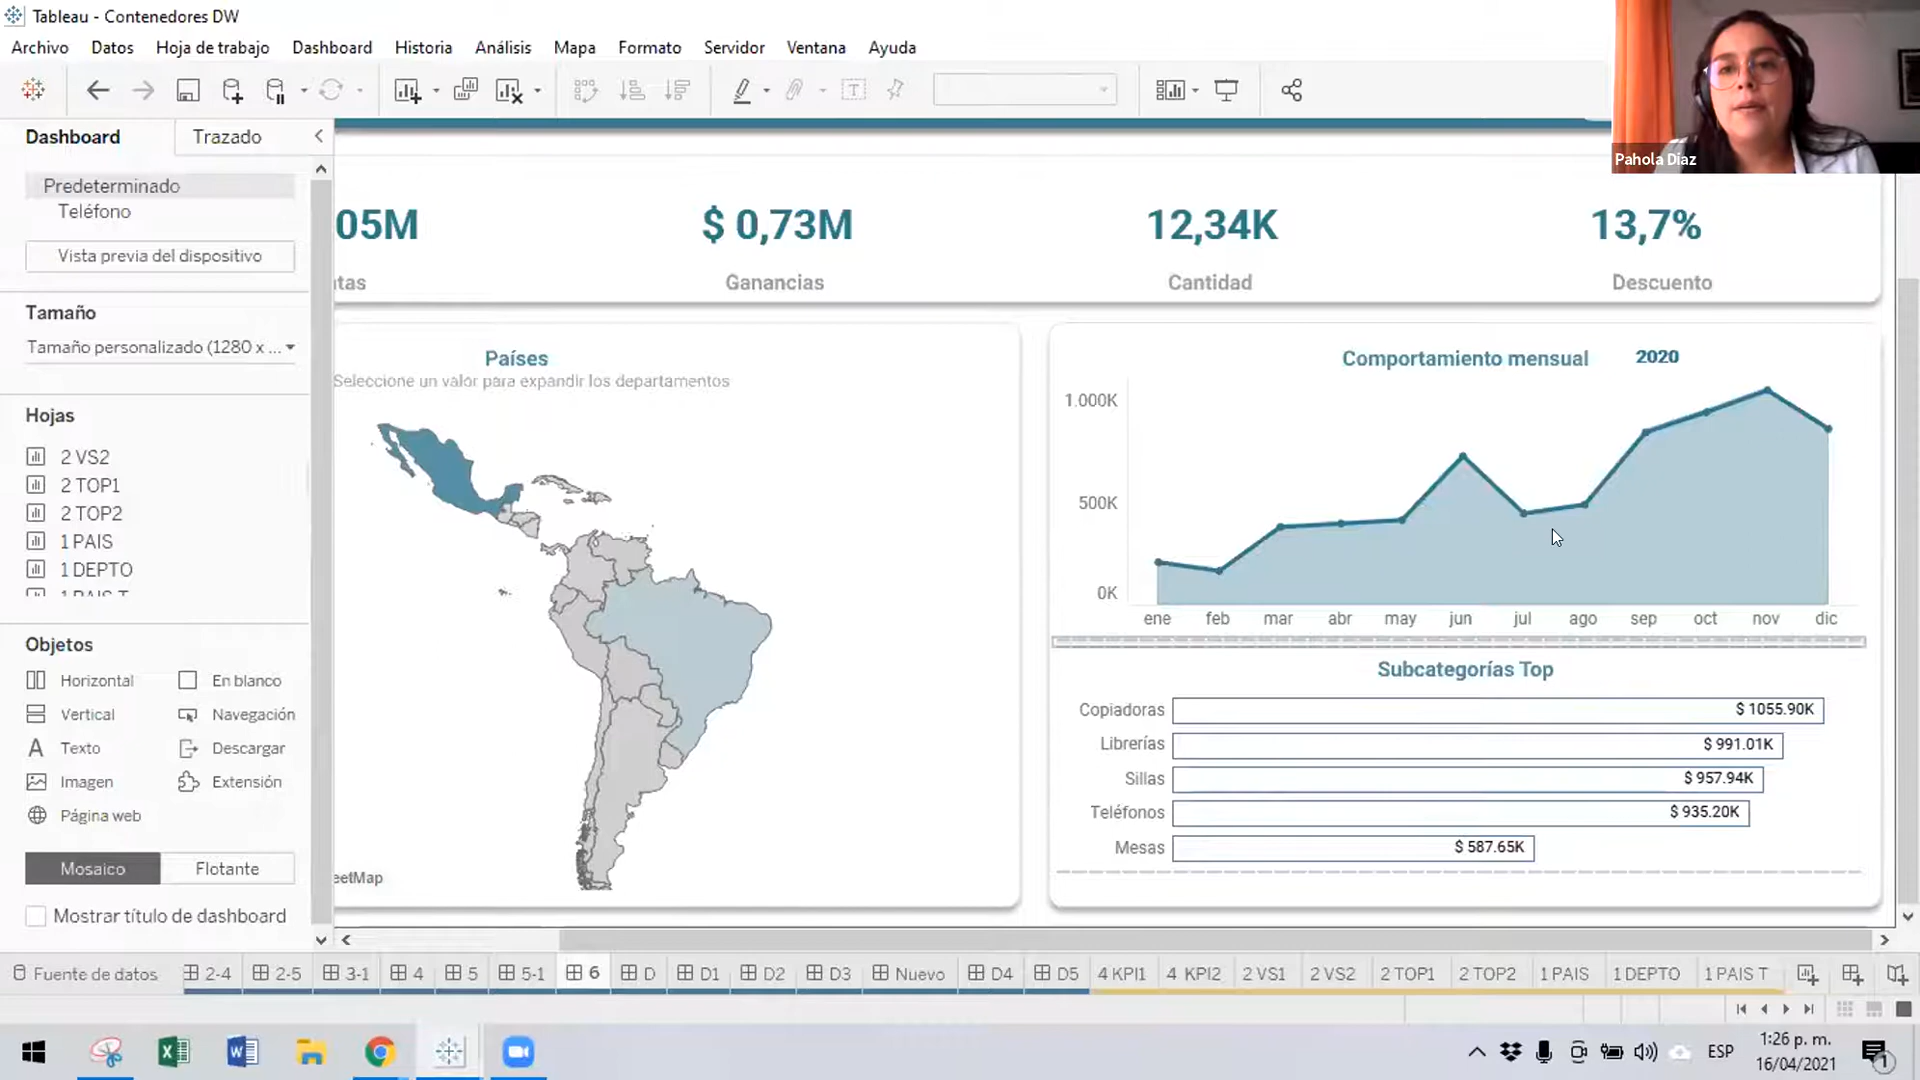 Tableau - Contenedores DW
Archivo Datos Hoja de trabajo Dashboard Historia Análisis Mapa Formato Servidor Ventana Ayuda
Pahola Diaz
Dashboard Trazado
Predeterminado
Teléfono
Vista previa del dispositivo
Tamaño
Tamaño personalizado (1280 x ...
Hojas
2 VS2
2 TOP1
2 TOP2
1 PAIS
1 DEPTO
1 PAIS T
Objetos
Horizontal En blanco
Vertical Navegación
Texto Descargar
Imagen Extensión
Página web
Mosaico Flotante
Mostrar título de dashboard
05M $ 0,73M 12,34K 13,7%
ntas Ganancias Cantidad Descuento
Países
Seleccione un valor para expandir los departamentos
eetMap
Comportamiento mensual 2020
1.000K
500K
0K
ene feb mar abr may jun jul ago sep oct nov dic
Subcategorías Top
Copiadoras $ 1055.90K
Librerías $ 991.01K
Sillas $ 957.94K
Teléfonos $ 935.20K
Mesas $ 587.65K
Fuente de datos 2-4 2-5 3-1 4 5 5-1 6 D D1 D2 D3 Nuevo D4 D5 4 KPI1 4 KPI2 2 VS1 2 VS2 2 TOP1 2 TOP2 1 PAIS 1 DEPTO 1 PAIS T
ESP
1:26 p. m.
16/04/2021
1